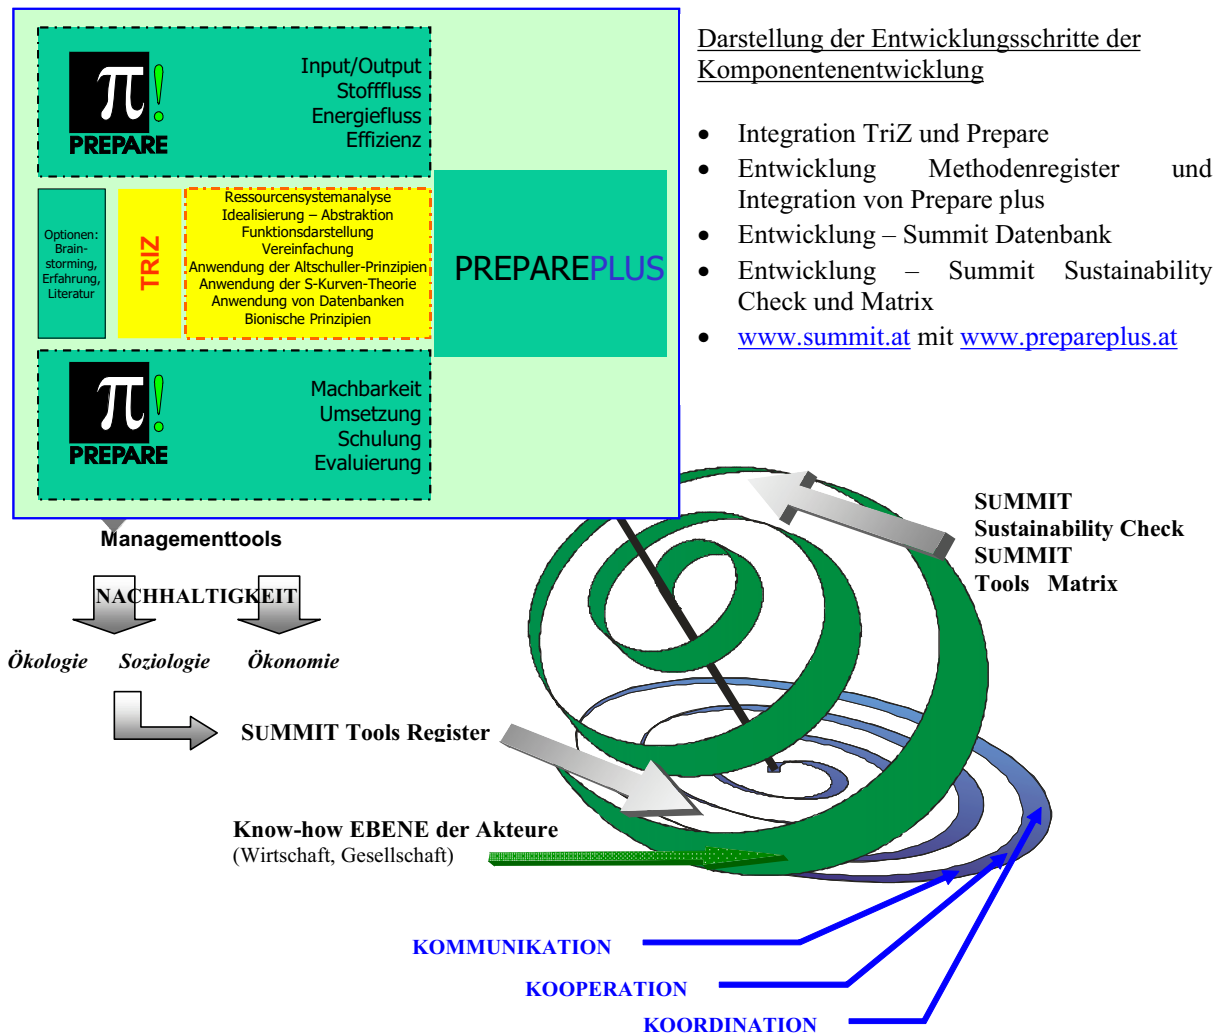 π!
PREPARE
Input/Output
Stofffluss
Energiefluss
Effizienz
Optionen:
Brain-
storming,
Erfahrung,
Literatur
TRIZ
Ressourcensystemanalyse
Idealisierung – Abstraktion
Funktionsdarstellung
Vereinfachung
Anwendung der Altschuller-Prinzipien
Anwendung der S-Kurven-Theorie
Anwendung von Datenbanken
Bionische Prinzipien
PREPAREPLUS
π!
PREPARE
Machbarkeit
Umsetzung
Schulung
Evaluierung
Darstellung der Entwicklungsschritte der
Komponentenentwicklung
• Integration TriZ und Prepare
• Entwicklung Methodenregister und
Integration von Prepare plus
• Entwicklung – Summit Datenbank
• Entwicklung – Summit Sustainability
Check und Matrix
• www.summit.at mit www.prepareplus.at
Managementtools
NACHHALTIGKEIT
Ökologie Soziologie Ökonomie
SUMMIT Tools Register
SUMMIT
Sustainability Check
SUMMIT
Tools Matrix
Know-how EBENE der Akteure
(Wirtschaft, Gesellschaft)
KOMMUNIKATION
KOOPERATION
KOORDINATION